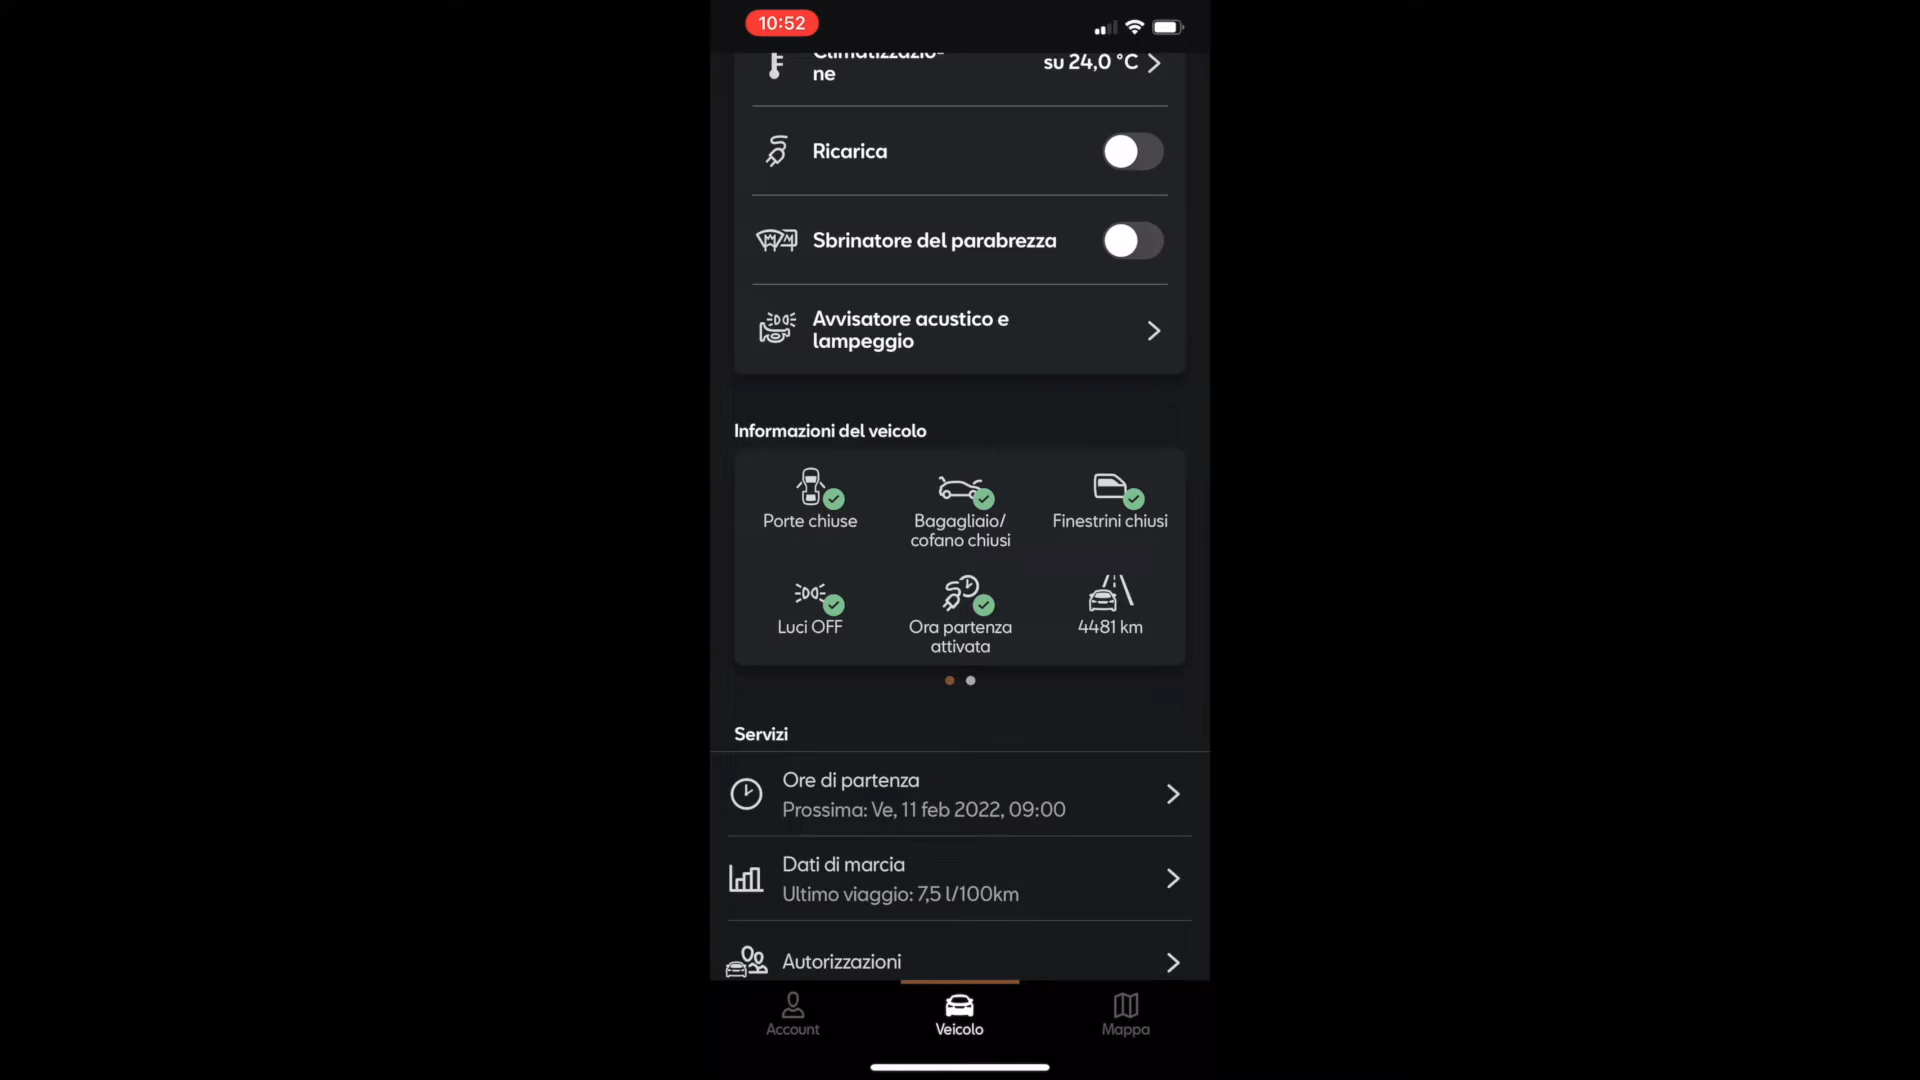 10:52
Climatizzazio-
ne
su 24,0 °C
Ricarica
Sbrinatore del parabrezza
Avvisatore acustico e
lampeggio
Informazioni del veicolo
Porte chiuse
Bagagliaio/
cofano chiusi
Finestrini chiusi
Luci OFF
Ora partenza
attivata
4481 km
Servizi
Ore di partenza
Prossima: Ve, 11 feb 2022, 09:00
Dati di marcia
Ultimo viaggio: 7,5 l/100km
Autorizzazioni
Account
Veicolo
Mappa